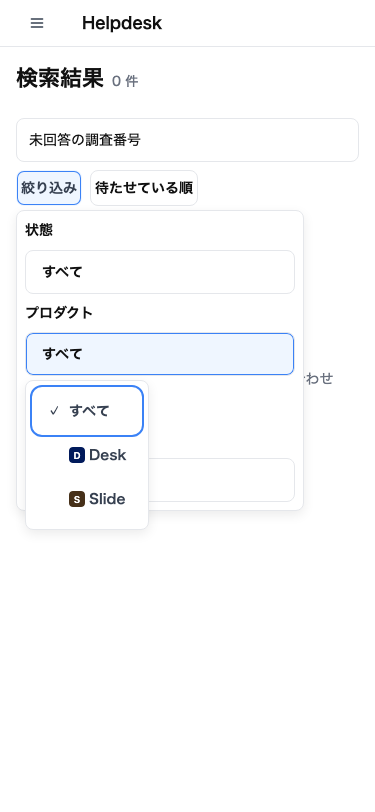 Helpdesk
検索結果 0 件
未回答の調査番号
絞り込み 待たせている順
状態
すべて
プロダクト
すべて
わせ
✓ すべて
D Desk
S Slide